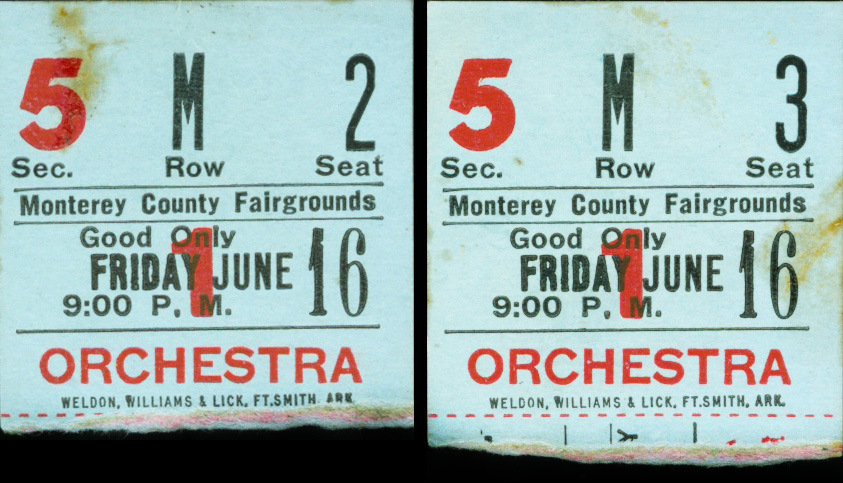 5 M 2
Sec. Row Seat
Monterey County Fairgrounds
Good Only
1
FRIDAY JUNE 16
9:00 P. M.
ORCHESTRA
WELDON, WILLIAMS & LICK, FT.SMITH, ARK.
5 M 3
Sec. Row Seat
Monterey County Fairgrounds
Good Only
1
FRIDAY JUNE 16
9:00 P. M.
ORCHESTRA
WELDON, WILLIAMS & LICK, FT.SMITH, ARK.